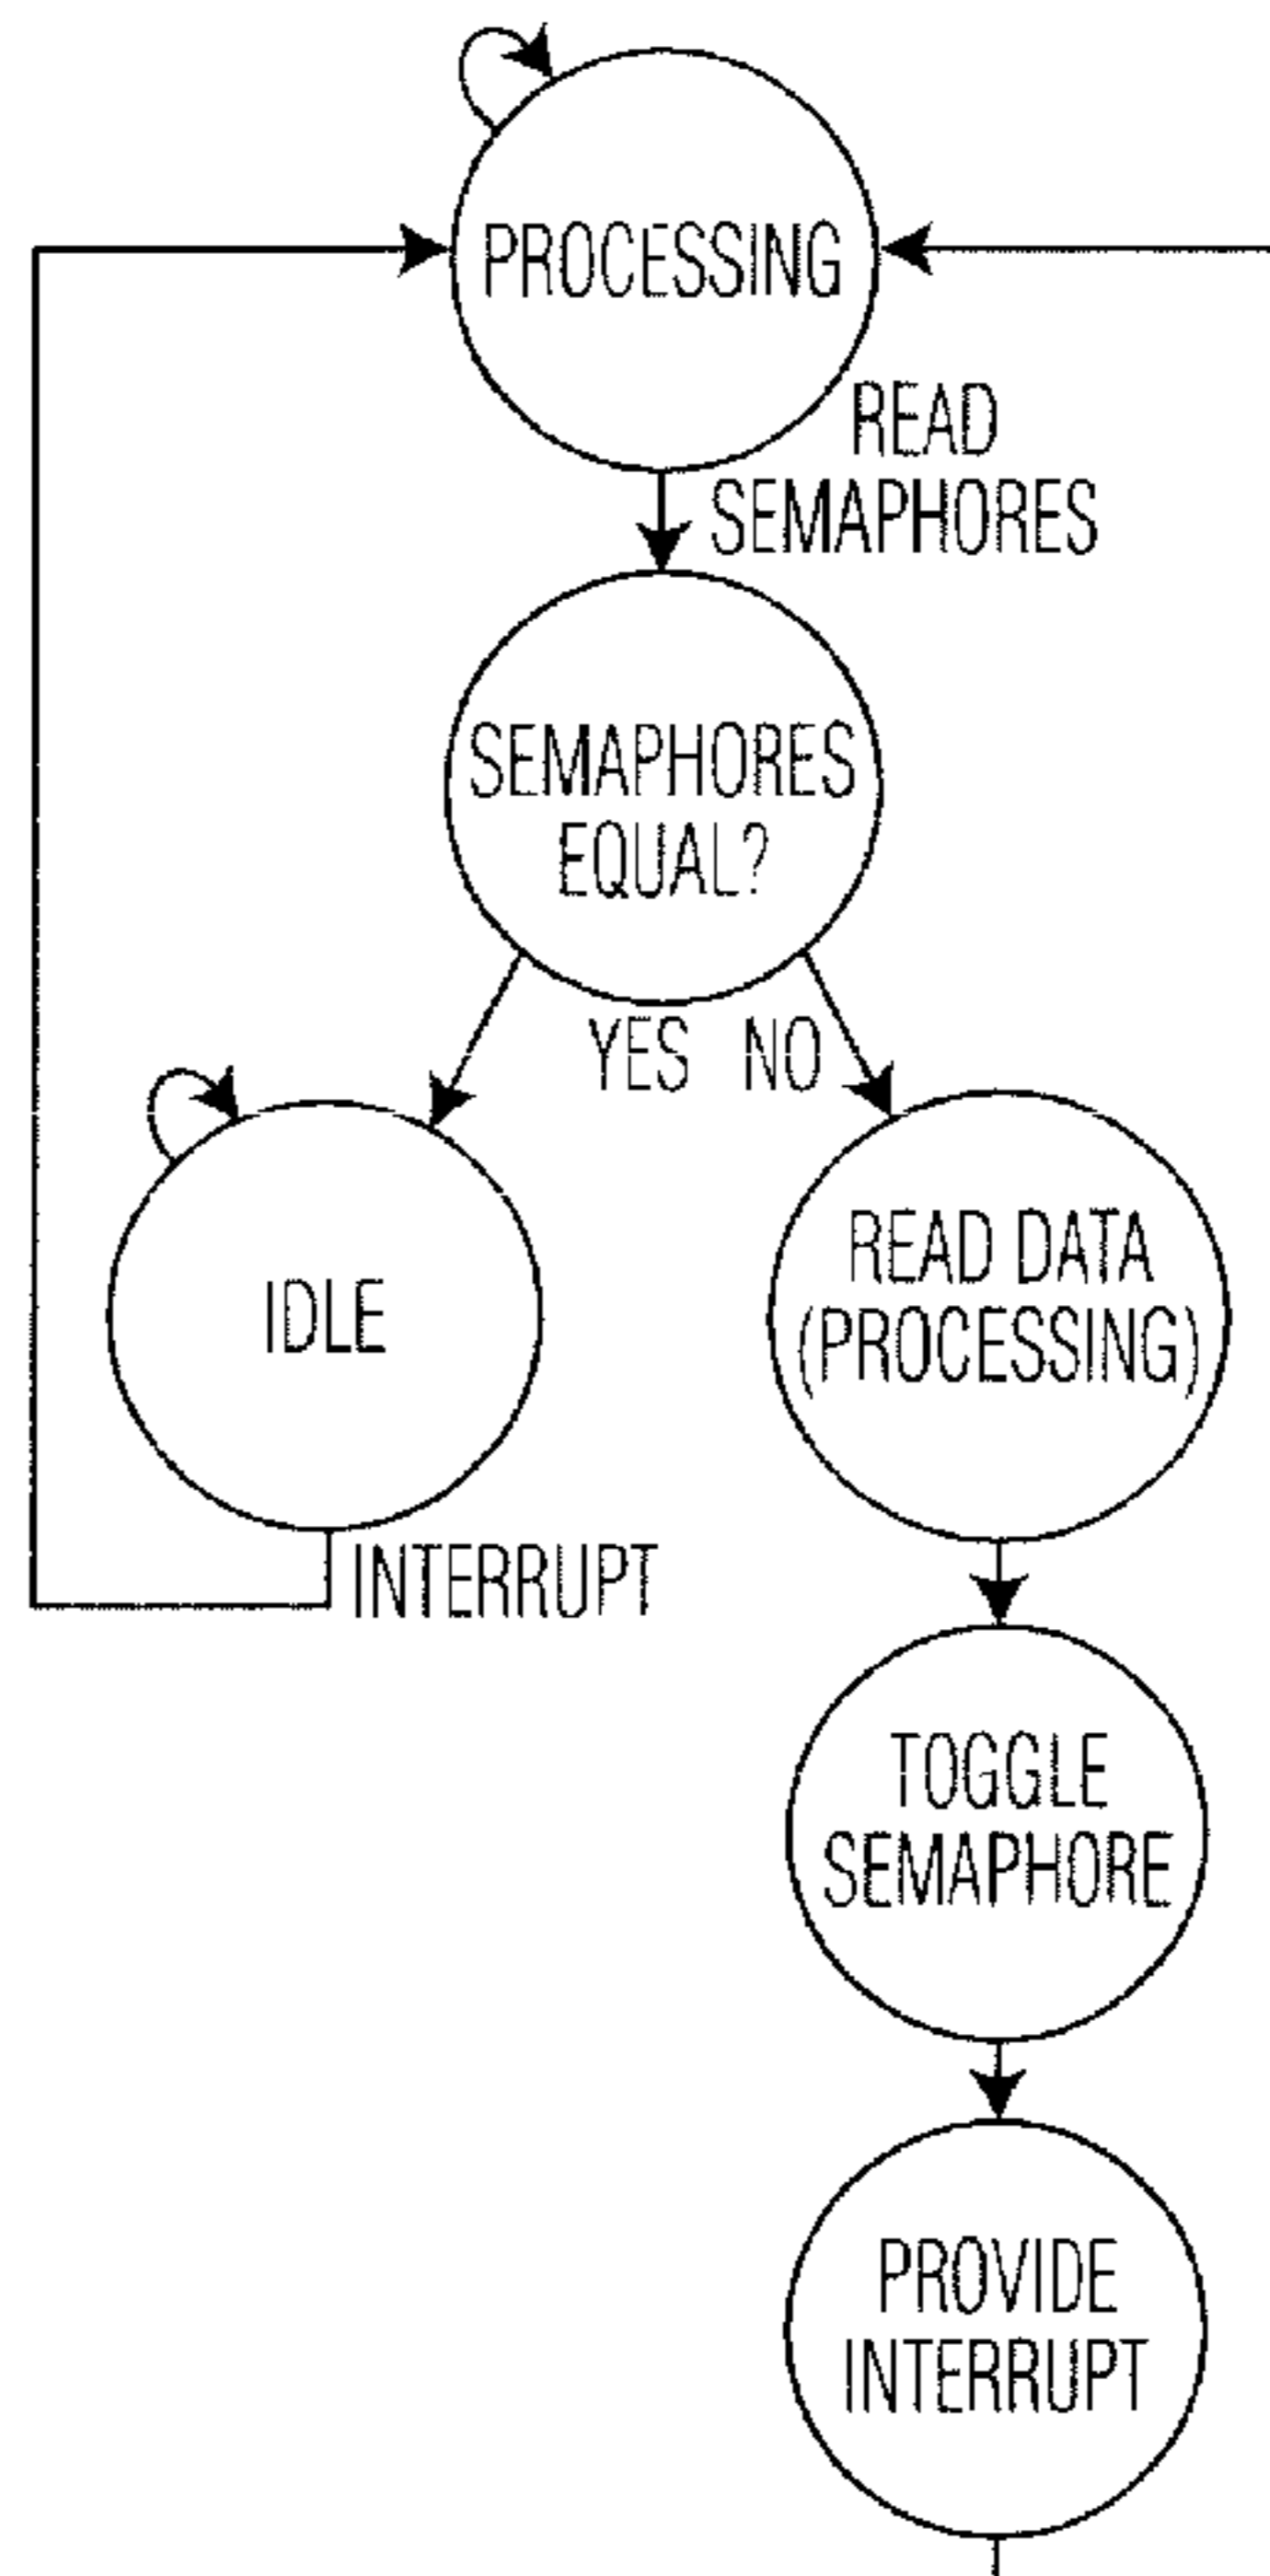 PROCESSING
READ
SEMAPHORES
SEMAPHORES
EQUAL?
YES NO
IDLE
READ DATA
(PROCESSING)
INTERRUPT
TOGGLE
SEMAPHORE
PROVIDE
INTERRUPT